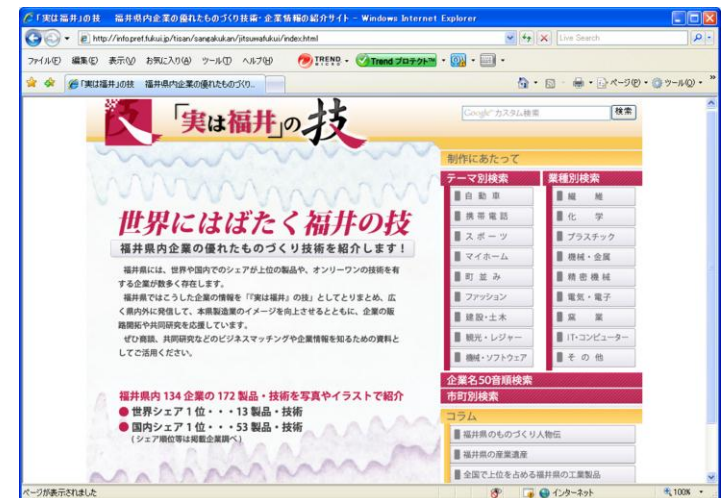 「実は福井」の技　福井県内企業の優れたものづくり技術・企業情報の紹介サイト - Windows Internet Explorer
http://info.pref.fukui.jp/tisan/sangakukan/jitsuwafukui/index.html
Live Search
ファイル(F) 編集(E) 表示(V) お気に入り(A) ツール(T) ヘルプ(H)
TREND MICRO
Trend プロテクト™
「実は福井」の技　福井県内企業の優れたものづくり...
ページ(P)
ツール(O)
技 「実は福井」の技
Google™ カスタム検索
検索
制作にあたって
テーマ別検索 業種別検索
自動車 繊維
携帯電話 化学
スポーツ プラスチック
マイホーム 機械・金属
町並み 精密機械
ファッション 電気・電子
建設・土木 窯業
観光・レジャー IT・コンピューター
機械・ソフトウェア その他
企業名50音順検索
市町別検索
コラム
福井県のものづくり人物伝
福井県の産業遺産
全国で上位を占める福井県の工業製品
世界にはばたく福井の技
福井県内企業の優れたものづくり技術を紹介します！
福井県には、世界や国内でのシェアが上位の製品や、オンリーワンの技術を有
する企業が数多く存在します。
福井県ではこうした企業の情報を「『実は福井』の技」としてとりまとめ、広
く県内外に発信して、本県製造業のイメージを向上させるとともに、企業の販
路開拓や共同研究を応援しています。
ぜひ商談、共同研究などのビジネスマッチングや企業情報を知るための資料と
してご活用ください。
福井県内 134 企業の 172 製品・技術を写真やイラストで紹介
● 世界シェア 1 位・・・13 製品・技術
● 国内シェア 1 位・・・53 製品・技術
（シェア順位等は掲載企業調べ）
ページが表示されました
インターネット
100%